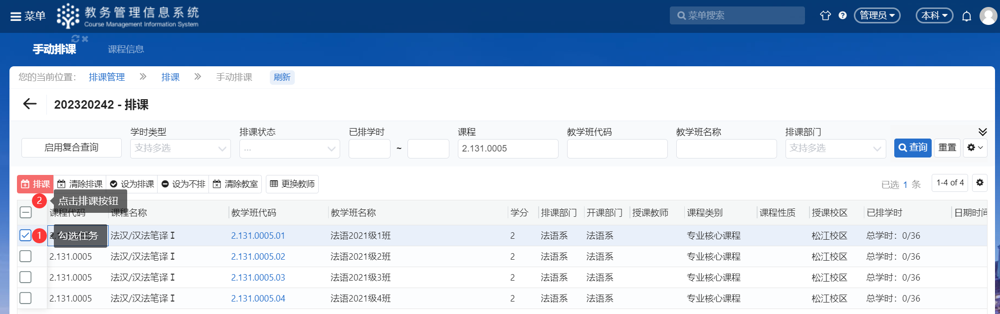 菜单 教务管理信息系统 菜单搜索 管理员 本科
Course Management Information System
手动排课 课程信息
您的当前位置： 排课管理 排课 手动排课 刷新
202320242 - 排课
学时类型 排课状态 已排学时 课程 教学班代码 教学班名称 排课部门
启用复合查询 支持多选 ... ~ 2.131.0005 支持多选 查询 重置
排课 清除排课 设为排课 设为不排 清除教室 更换教师 已选 1 条 1-4 of 4
2 点击排课按钮
课程代码 课程名称 教学班代码 教学班名称 学分 排课部门 开课部门 授课教师 课程类别 课程性质 授课校区 已排学时 日期时间
1 勾选任务 法汉/汉法笔译 I 2.131.0005.01 法语2021级1班 2 法语系 法语系 专业核心课程 松江校区 总学时：0/36
2.131.0005 法汉/汉法笔译 I 2.131.0005.02 法语2021级2班 2 法语系 法语系 专业核心课程 松江校区 总学时：0/36
2.131.0005 法汉/汉法笔译 I 2.131.0005.03 法语2021级3班 2 法语系 法语系 专业核心课程 松江校区 总学时：0/36
2.131.0005 法汉/汉法笔译 I 2.131.0005.04 法语2021级4班 2 法语系 法语系 专业核心课程 松江校区 总学时：0/36